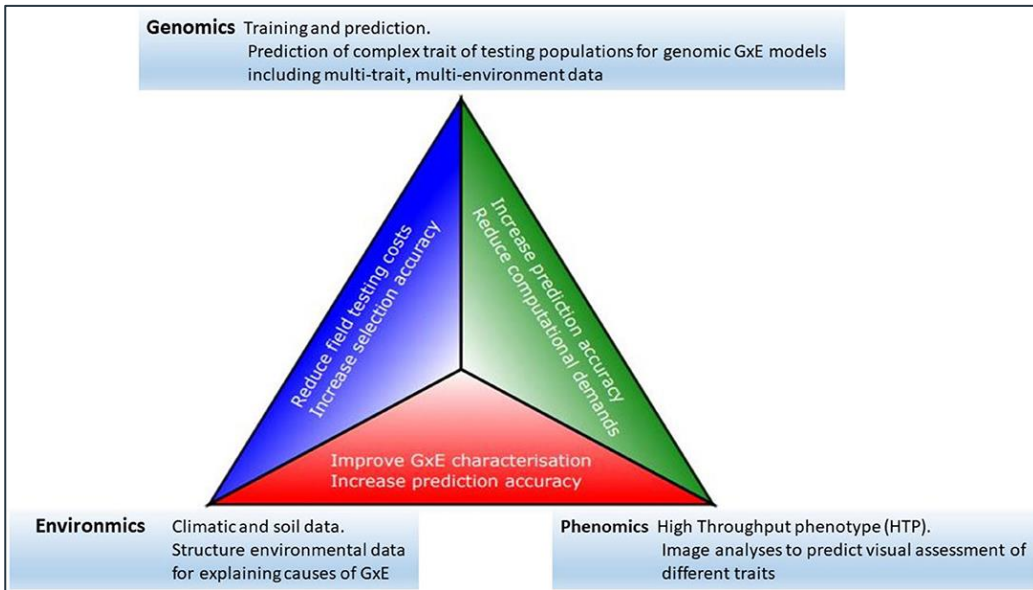 Genomics Training and prediction.
Prediction of complex trait of testing populations for genomic GxE models
including multi-trait, multi-environment data
Reduce field testing costs
Increase selection accuracy
Increase prediction accuracy
Reduce computational demands
Improve GxE characterisation
Increase prediction accuracy
Environmics Climatic and soil data.
Structure environmental data
for explaining causes of GxE
Phenomics High Throughput phenotype (HTP).
Image analyses to predict visual assessment of
different traits